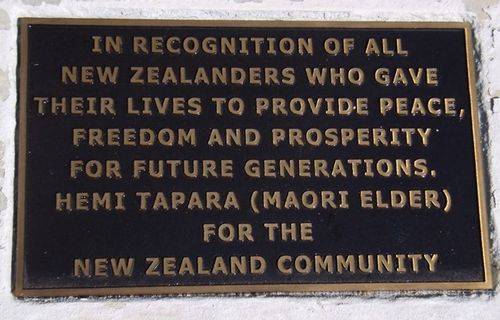 IN RECOGNITION OF ALL
NEW ZEALANDERS WHO GAVE
THEIR LIVES TO PROVIDE PEACE,
FREEDOM AND PROSPERITY
FOR FUTURE GENERATIONS.
HEMI TAPARA (MAORI ELDER)
FOR THE
NEW ZEALAND COMMUNITY